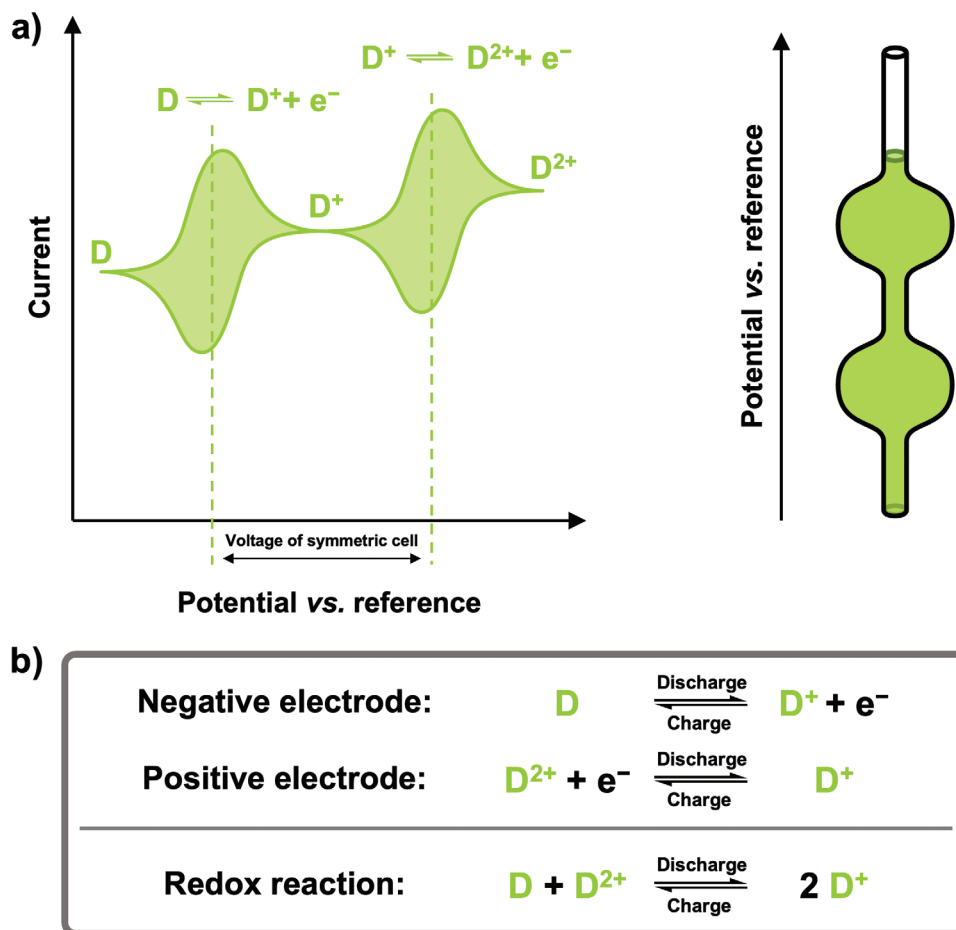 a)
D⁺ ⇌ D²⁺ + e⁻
D ⇌ D⁺ + e⁻
D²⁺
D⁺
D
Current
Voltage of symmetric cell
Potential vs. reference
Potential vs. reference
b)
Negative electrode: D Discharge ⇌ Charge D⁺ + e⁻
Positive electrode: D²⁺ + e⁻ Discharge ⇌ Charge D⁺
Redox reaction: D + D²⁺ Discharge ⇌ Charge 2 D⁺